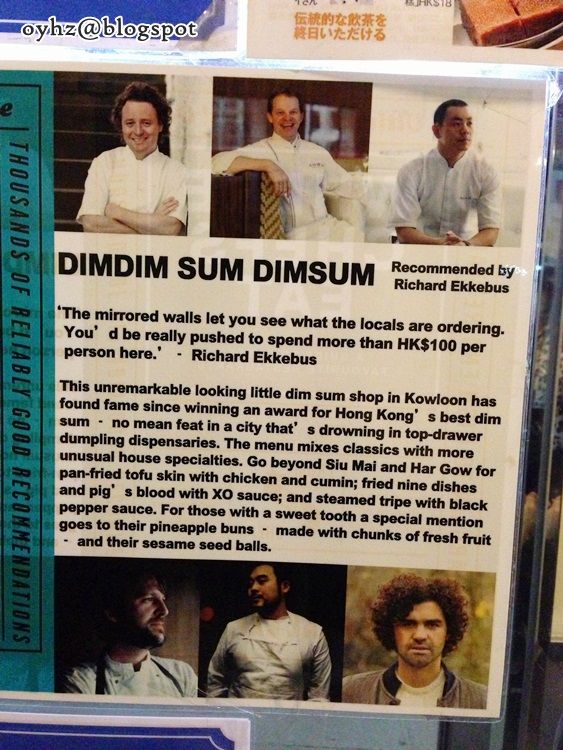 oyhz@blogspot
糕』HK$18
伝統的な飲茶を
終日いただける
e
THOUSANDS OF RELIABLY GOOD RECOMMENDATIONS
DIMDIM SUM DIMSUM
Recommended by
Richard Ekkebus
'The mirrored walls let you see what the locals are ordering.
You' d be really pushed to spend more than HK$100 per
person here.' - Richard Ekkebus
This unremarkable looking little dim sum shop in Kowloon has
found fame since winning an award for Hong Kong' s best dim
sum - no mean feat in a city that' s drowning in top-drawer
dumpling dispensaries. The menu mixes classics with more
unusual house specialties. Go beyond Siu Mai and Har Gow for
pan-fried tofu skin with chicken and cumin; fried nine dishes
and pig' s blood with XO sauce; and steamed tripe with black
pepper sauce. For those with a sweet tooth a special mention
goes to their pineapple buns - made with chunks of fresh fruit
- and their sesame seed balls.